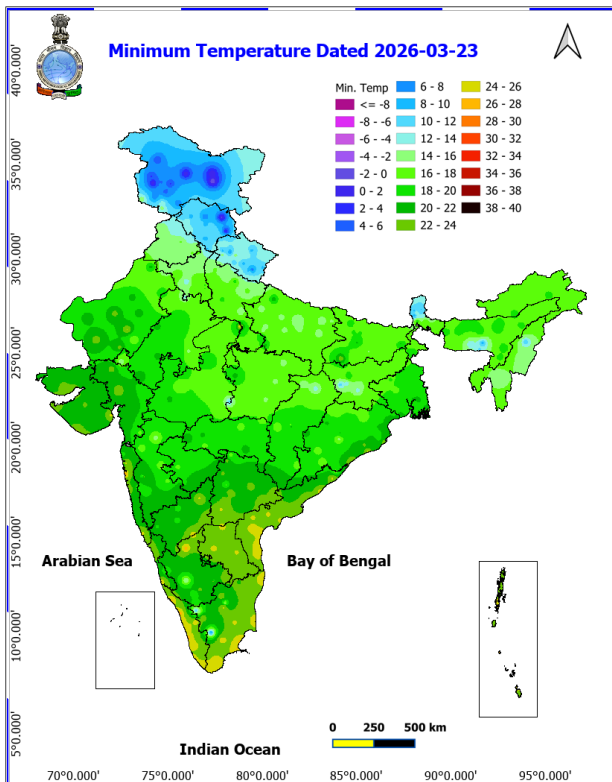 Minimum Temperature Dated 2026-03-23
Min. Temp
<= -8
-8 - -6
-6 - -4
-4 - -2
-2 - 0
0 - 2
2 - 4
4 - 6
6 - 8
8 - 10
10 - 12
12 - 14
14 - 16
16 - 18
18 - 20
20 - 22
22 - 24
24 - 26
26 - 28
28 - 30
30 - 32
32 - 34
34 - 36
36 - 38
38 - 40
40°0.000'
35°0.000'
30°0.000'
25°0.000'
20°0.000'
15°0.000'
10°0.000'
5°0.000'
Arabian Sea
Bay of Bengal
0 250 500 km
Indian Ocean
70°0.000' 75°0.000' 80°0.000' 85°0.000' 90°0.000' 95°0.000'